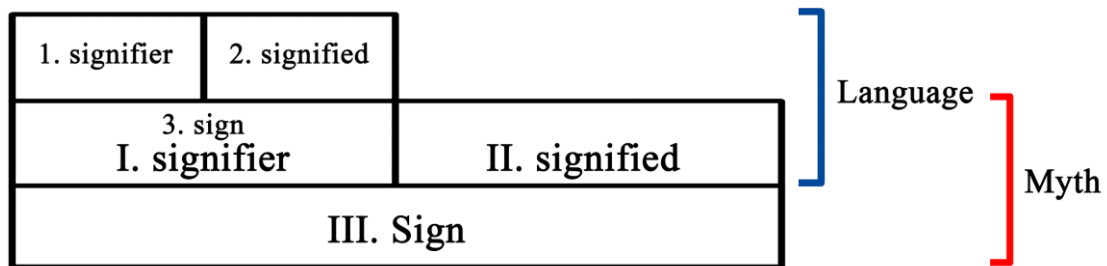 1. signifier
2. signified
Language
3. sign
I. signifier
II. signified
Myth
III. Sign